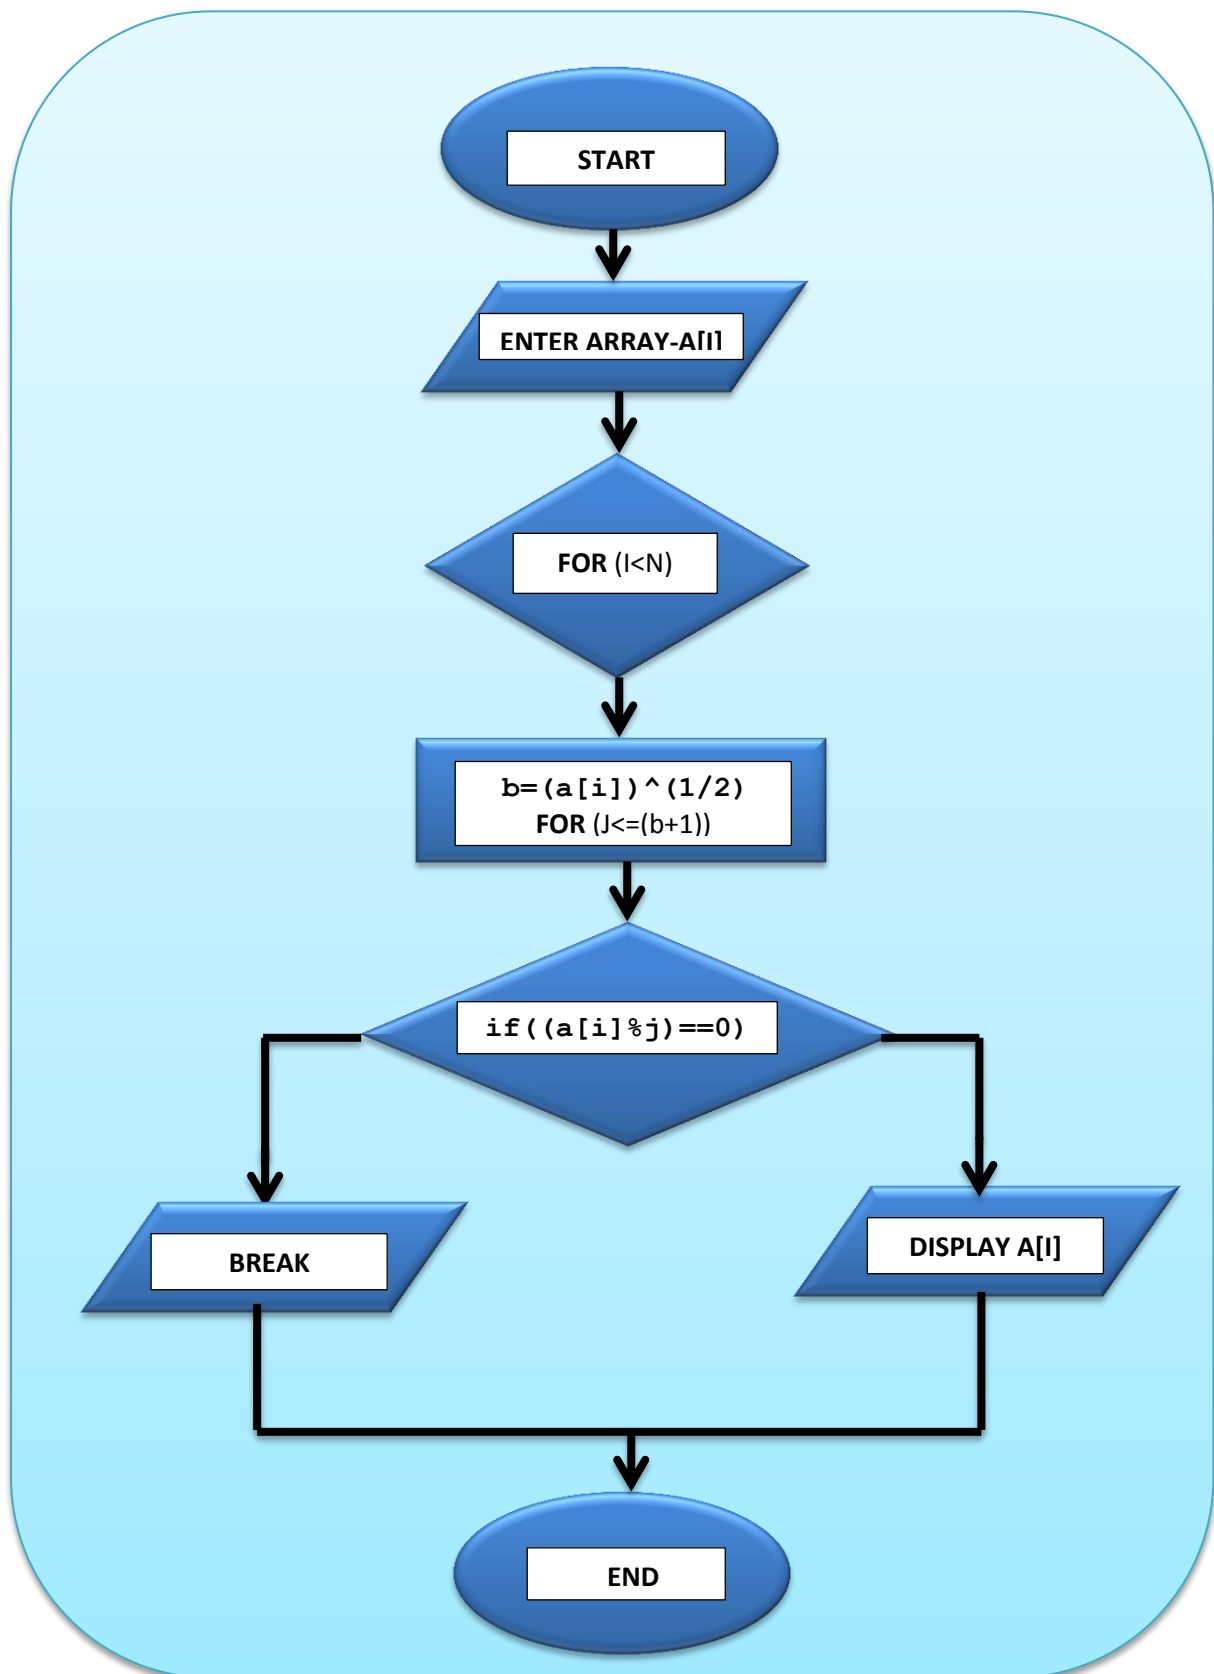 START
ENTER ARRAY-A[I]
FOR (I<N)
b=(a[i])^(1/2)
FOR (J<=(b+1))
if((a[i]%j)==0)
BREAK
DISPLAY A[I]
END